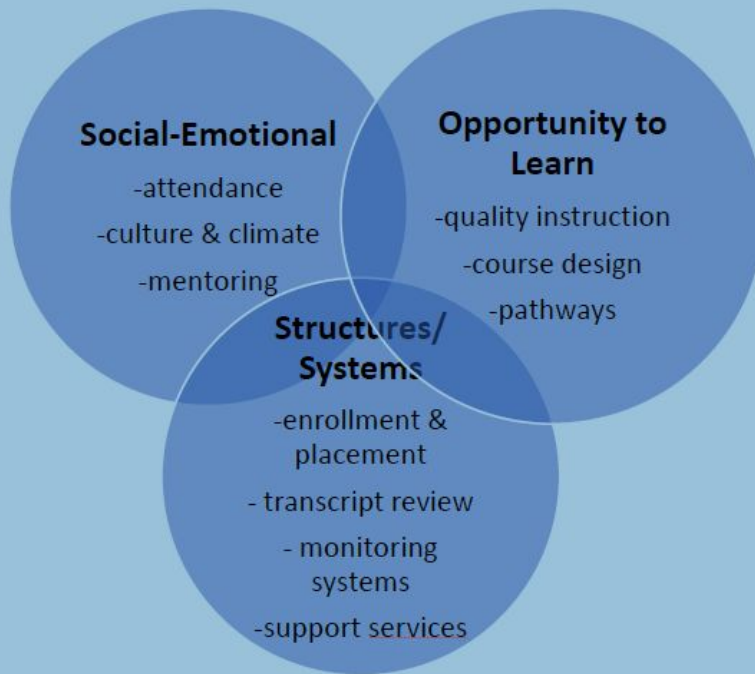 Social-Emotional
-attendance
-culture & climate
-mentoring
Opportunity to
Learn
-quality instruction
-course design
-pathways
Structures/
Systems
-enrollment &
placement
- transcript review
- monitoring
systems
-support services